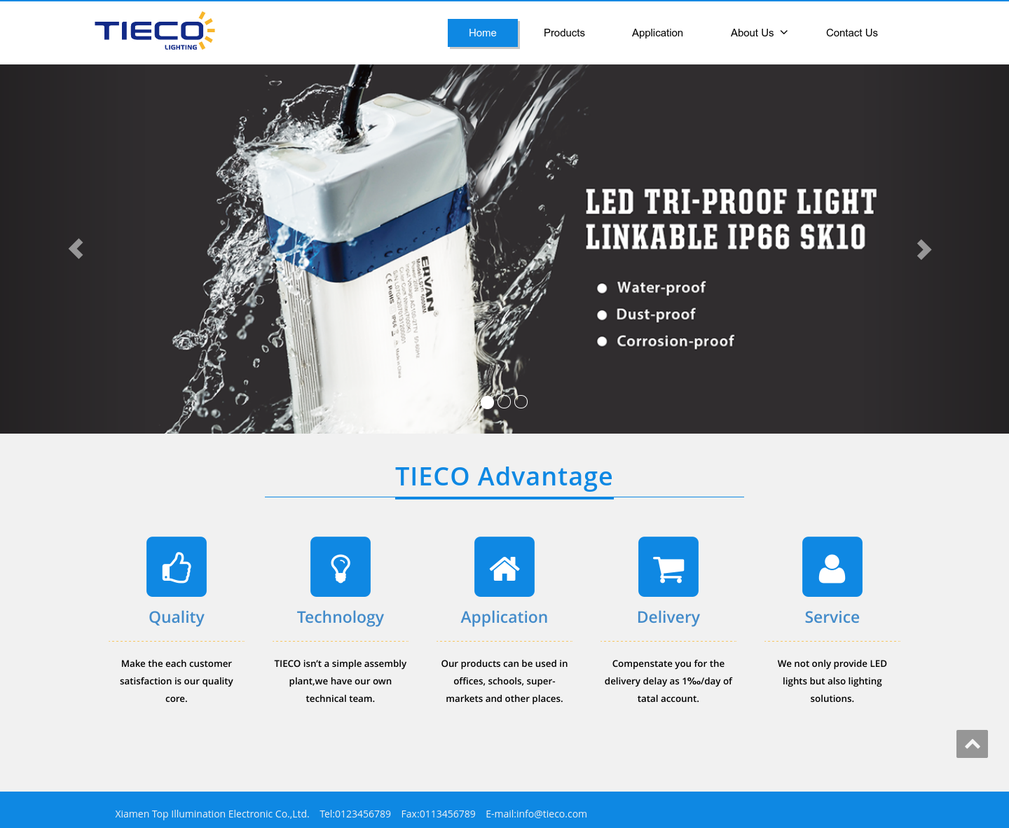 TIECO
LIGHTING
Home Products Application About Us Contact Us
LED TRI-PROOF LIGHT
LINKABLE IP66 SK10
Water-proof
Dust-proof
Corrosion-proof
ERVAN
TIECO Advantage
Quality Technology Application Delivery Service
Make the each customer
satisfaction is our quality
core.
TIECO isn't a simple assembly
plant,we have our own
technical team.
Our products can be used in
offices, schools, super-
markets and other places.
Compenstate you for the
delivery delay as 1‰/day of
tatal account.
We not only provide LED
lights but also lighting
solutions.
Xiamen Top Illumination Electronic Co.,Ltd. Tel:0123456789 Fax:0113456789 E-mail:info@tieco.com